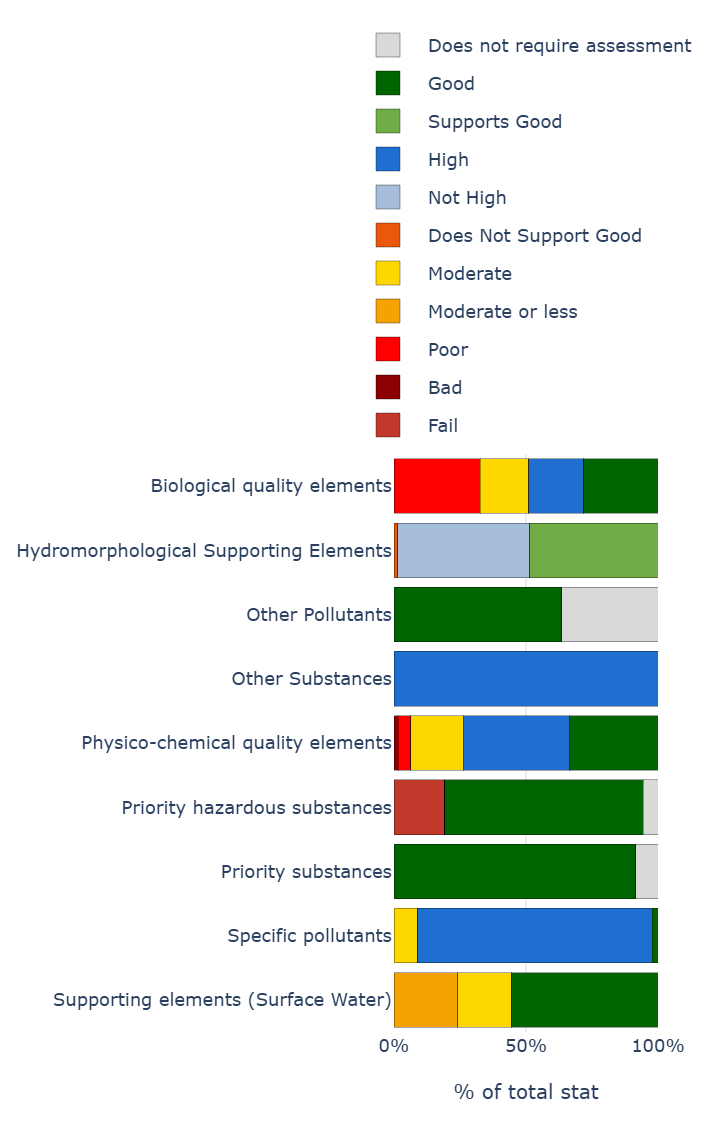 Does not require assessment
Good
Supports Good
High
Not High
Does Not Support Good
Moderate
Moderate or less
Poor
Bad
Fail
Biological quality elements
Hydromorphological Supporting Elements
Other Pollutants
Other Substances
Physico-chemical quality elements
Priority hazardous substances
Priority substances
Specific pollutants
Supporting elements (Surface Water)
0% 50% 100%
% of total stat